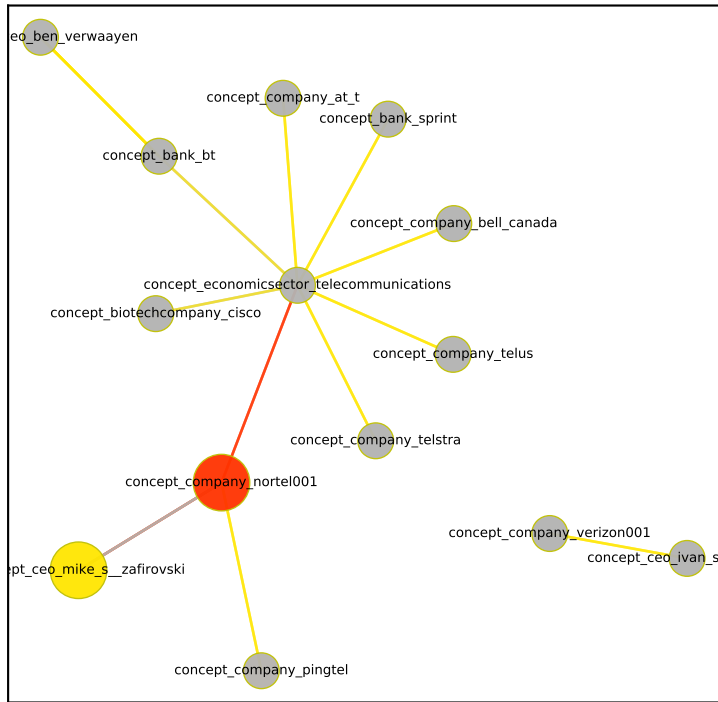 eo_ben_verwaayen
concept_company_at_t
concept_bank_sprint
concept_bank_bt
concept_company_bell_canada
concept_economicsector_telecommunications
concept_biotechcompany_cisco
concept_company_telus
concept_company_telstra
concept_company_nortel001
concept_company_verizon001
concept_ceo_ivan_s
ept_ceo_mike_s__zafirovski
concept_company_pingtel